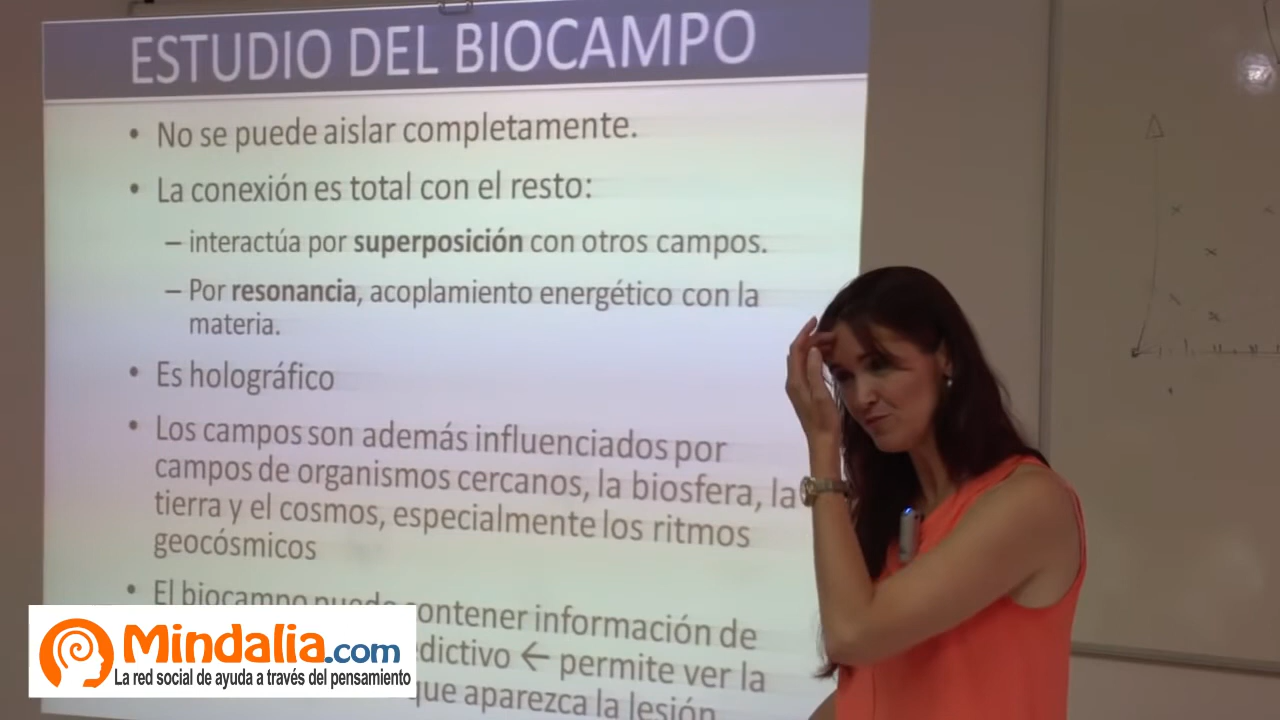 ESTUDIO DEL BIOCAMPO
• No se puede aislar completamente.
• La conexión es total con el resto:
– interactúa por superposición con otros campos.
– Por resonancia, acoplamiento energético con la
materia.
• Es holográfico
• Los campos son además influenciados por
campos de organismos cercanos, la biosfera, la
tierra y el cosmos, especialmente los ritmos
geocósmicos
• El biocampo puede contener información de
dictivo ← permite ver la
que aparezca la lesión
Mindalia.com
La red social de ayuda a través del pensamiento